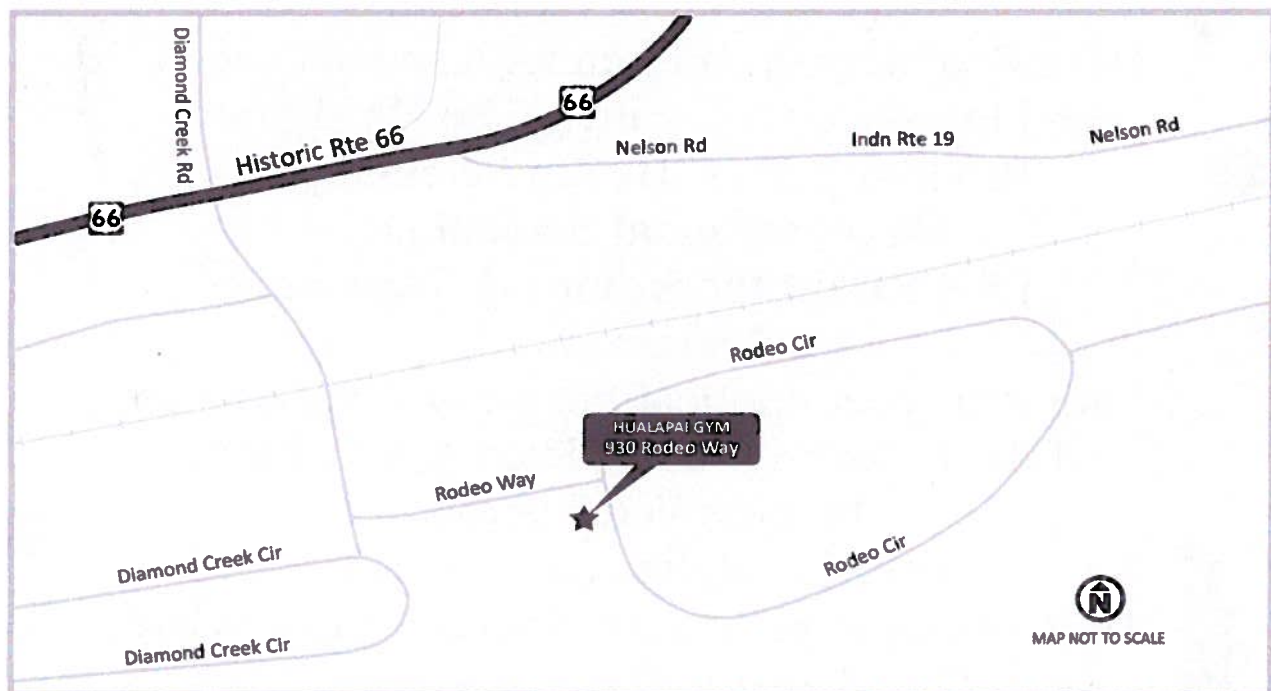 Diamond Creek Rd
66
Historic Rte 66
Nelson Rd
Indn Rte 19
Nelson Rd
66
Rodeo Cir
HUALAPAI GYM
930 Rodeo Way
Rodeo Way
Diamond Creek Cir
Rodeo Cir
N
MAP NOT TO SCALE
Diamond Creek Cir